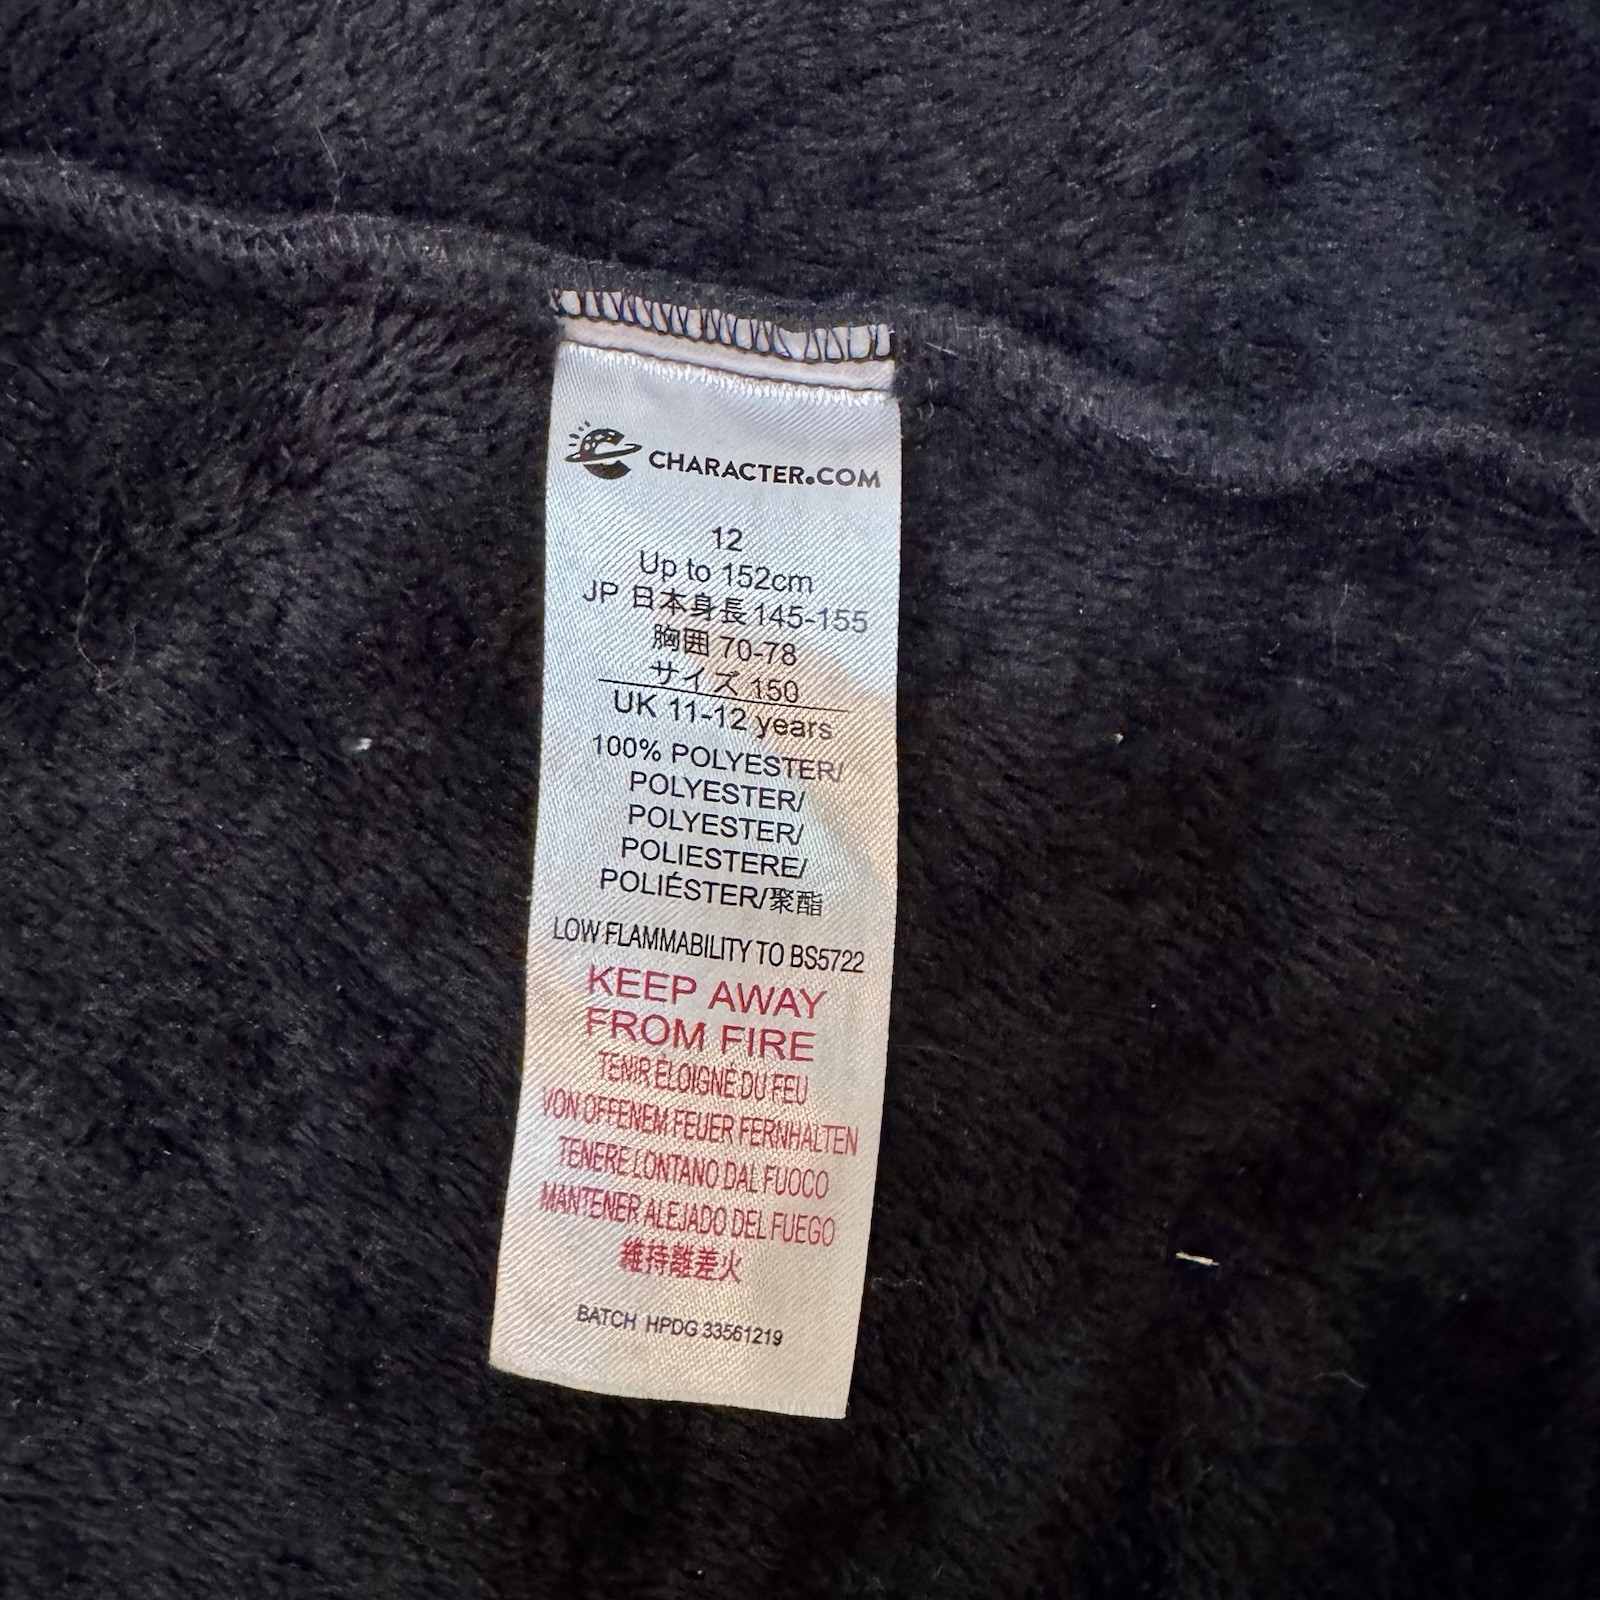 CHARACTER.COM
12
Up to 152cm
JP 日本身長 145-155
胸囲 70-78
サイズ 150
UK 11-12 years
100% POLYESTER/
POLYESTER/
POLYESTER/
POLIESTERE/
POLIÉSTER/聚酯
LOW FLAMMABILITY TO BS5722
KEEP AWAY
FROM FIRE
TENIR ÉLOIGNÉ DU FEU
VON OFFENEM FEUER FERNHALTEN
TENERE LONTANO DAL FUOCO
MANTENER ALEJADO DEL FUEGO
維持離差火
BATCH HPDG 33561219